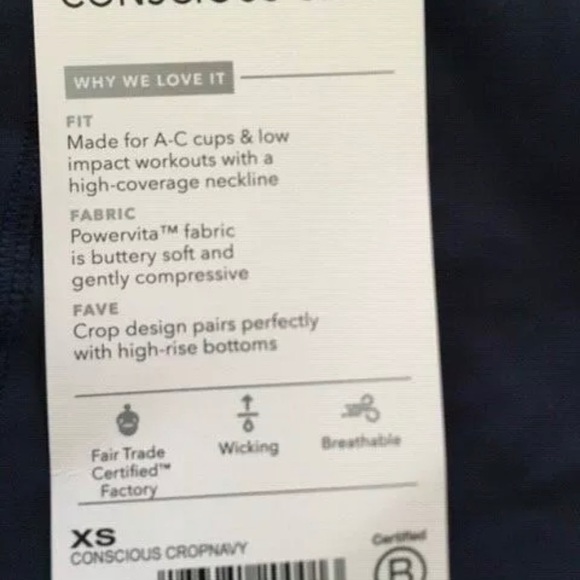 CONSCIOUS
WHY WE LOVE IT
FIT
Made for A-C cups & low
impact workouts with a
high-coverage neckline
FABRIC
Powervita™ fabric
is buttery soft and
gently compressive
FAVE
Crop design pairs perfectly
with high-rise bottoms
Fair Trade
Certified™
Factory
Wicking
Breathable
XS
CONSCIOUS CROPNAVY
Certified
B